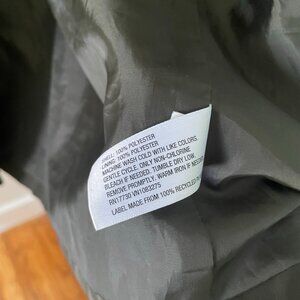 SHELL: 100% POLYESTER
LINING: 100% POLYESTER
MACHINE WASH COLD WITH LIKE COLORS.
GENTLE CYCLE. ONLY NON-CHLORINE
BLEACH IF NEEDED. TUMBLE DRY LOW.
REMOVE PROMPTLY. WARM IRON IF NEEDED.
RN17730 VN1083275
LABEL MADE FROM 100% RECYCLED